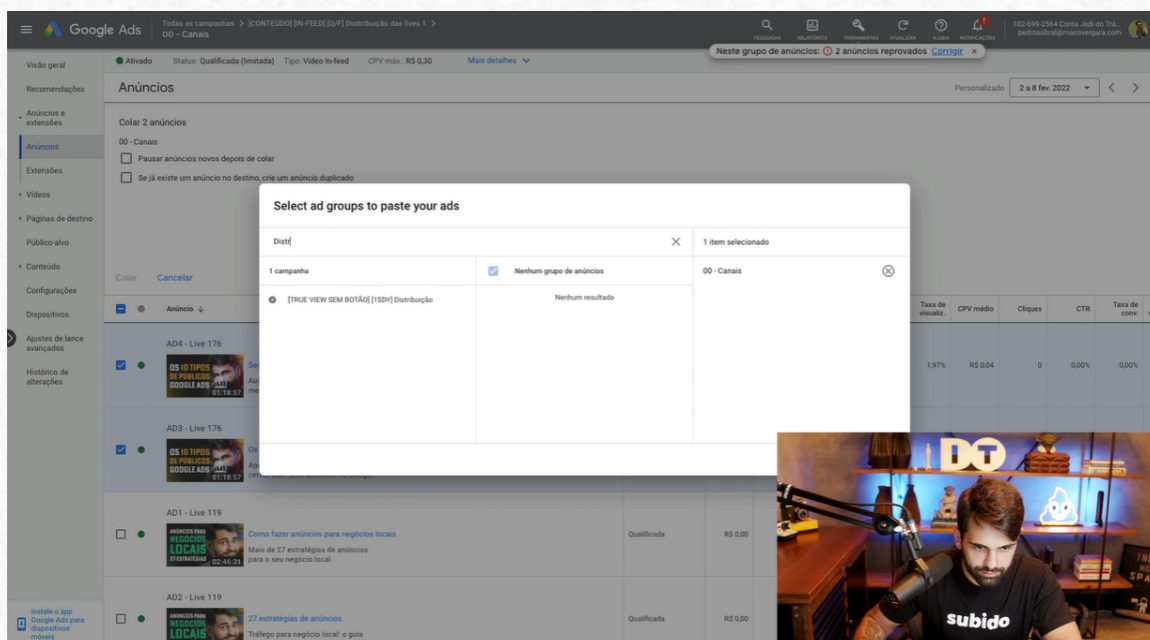 Google Ads
Todas as campanhas > [CONTEÚDO] [IN-FEED] [Q/F] Disitribuição das lives 1 >
00 - Canais
PESQUISAR
RELATÓRIOS
FERRAMENTAS
ATUALIZAR
AJUDA
NOTIFICAÇÕES
102-699-2564 Conta Jedi do Trá...
pedrosobral@mairovergara.com
Neste grupo de anúncios: 2 anúncios reprovados Corrigir ×
Ativado Status: Qualificada (limitada) Tipo: Vídeo In-feed CPV máx.: R$ 0,30 Mais detalhes
Visão geral
Recomendações
Anúncios e
extensões
Anúncios
Extensões
Vídeos
Páginas de destino
Público-alvo
Conteúdo
Configurações
Dispositivos
Ajustes de lance
avançados
Histórico de
alterações
Instale o app
Google Ads para
dispositivos
móveis
Anúncios
Personalizado 2 a 8 fev. 2022
Colar 2 anúncios
00 - Canais
Pausar anúncios novos depois de colar
Se já existe um anúncio no destino, crie um anúncio duplicado
Colar Cancelar
Select ad groups to paste your ads
Distr
1 item selecionado
1 campanha
Nenhum grupo de anúncios
00 - Canais
[TRUE VIEW SEM BOTÃO] [1SDY] Distribuição
Nenhum resultado
Anúncio
Taxa de
visualiz.
CPV médio
Cliques
CTR
Taxa de
conv.
AD4 - Live 176
OS 10 TIPOS
DE PÚBLICOS
GOOGLE ADS
01:18:57
1,97% R$ 0,04 0 0,00% 0,00%
AD3 - Live 176
OS 10 TIPOS
DE PÚBLICOS
GOOGLE ADS
01:18:57
AD1 - Live 119
ANÚNCIOS PARA
NEGÓCIOS
LOCAIS
27 ESTRATÉGIAS
02:46:31
Como fazer anúncios para negócios locais
Mais de 27 estratégias de anúncios
para o seu negócio local.
Qualificada
R$ 0,00
AD2 - Live 119
ANÚNCIOS PARA
NEGÓCIOS
LOCAIS
27 estratégias de anúncios
Tráfego para negócio local: o guia
Qualificada
R$ 0,00
DT
subido